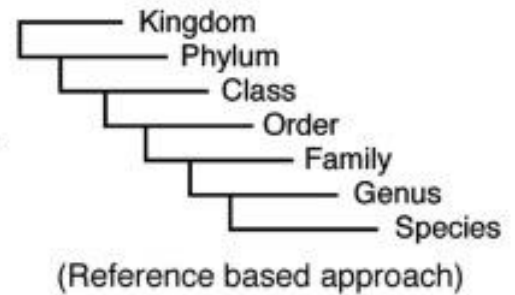 Kingdom
Phylum
Class
Order
Family
Genus
Species
(Reference based approach)